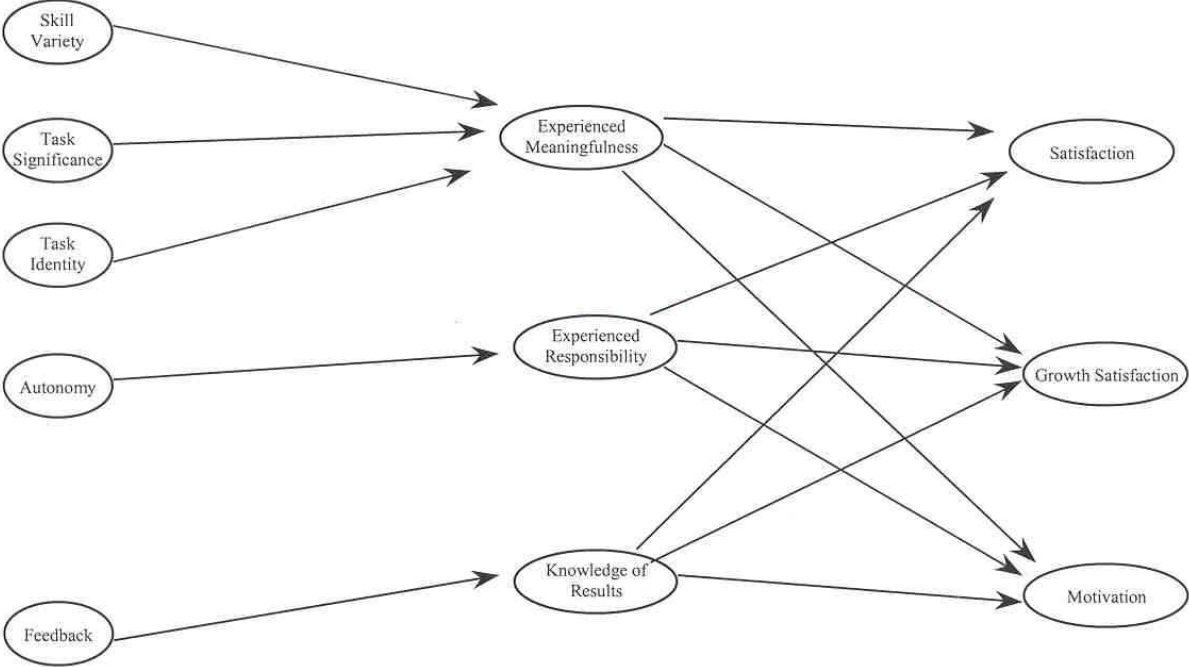 Skill
Variety
Task
Significance
Task
Identity
Autonomy
Feedback
Experienced
Meaningfulness
Experienced
Responsibility
Knowledge of
Results
Satisfaction
Growth Satisfaction
Motivation